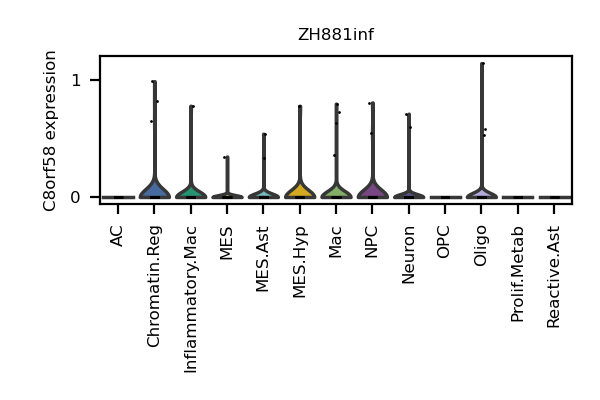 ZH881inf
C8orf58 expression
1
0
AC
Chromatin.Reg
Inflammatory.Mac
MES
MES.Ast
MES.Hyp
Mac
NPC
Neuron
OPC
Oligo
Prolif.Metab
Reactive.Ast